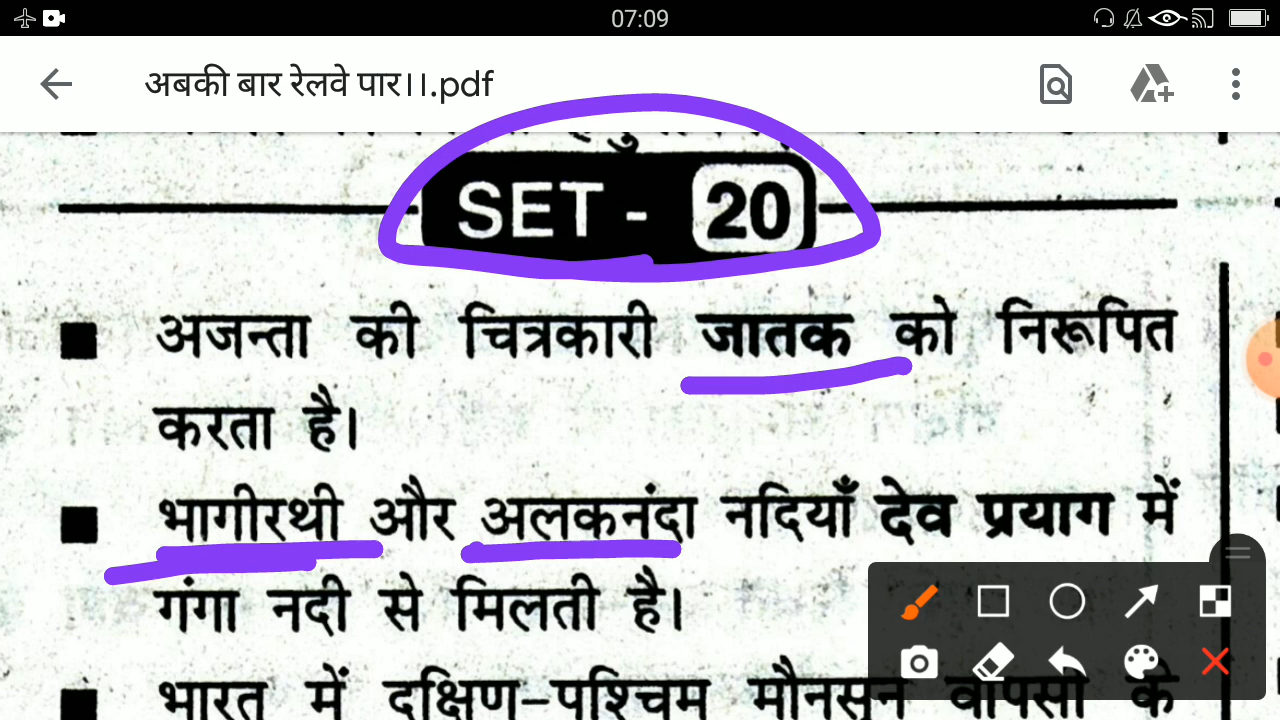 07:09
अबकी बार रेलवे पार।।.pdf
SET - 20
■ अजन्ता की चित्रकारी जातक को निरूपित
करता है।
■ भागीरथी और अलकनंदा नदियाँ देव प्रयाग में
गंगा नदी से मिलती है।
■ भारत में दक्षिण-पश्चिम मौनसून वापसी के